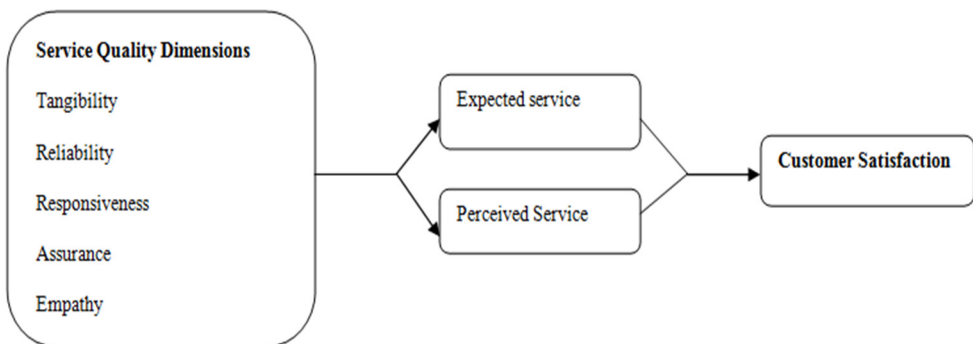 Service Quality Dimensions
Tangibility
Reliability
Responsiveness
Assurance
Empathy
Expected service
Perceived Service
Customer Satisfaction